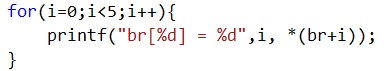 for(i=0;i<5;i++){
    printf("br[%d] = %d",i, *(br+i));
}